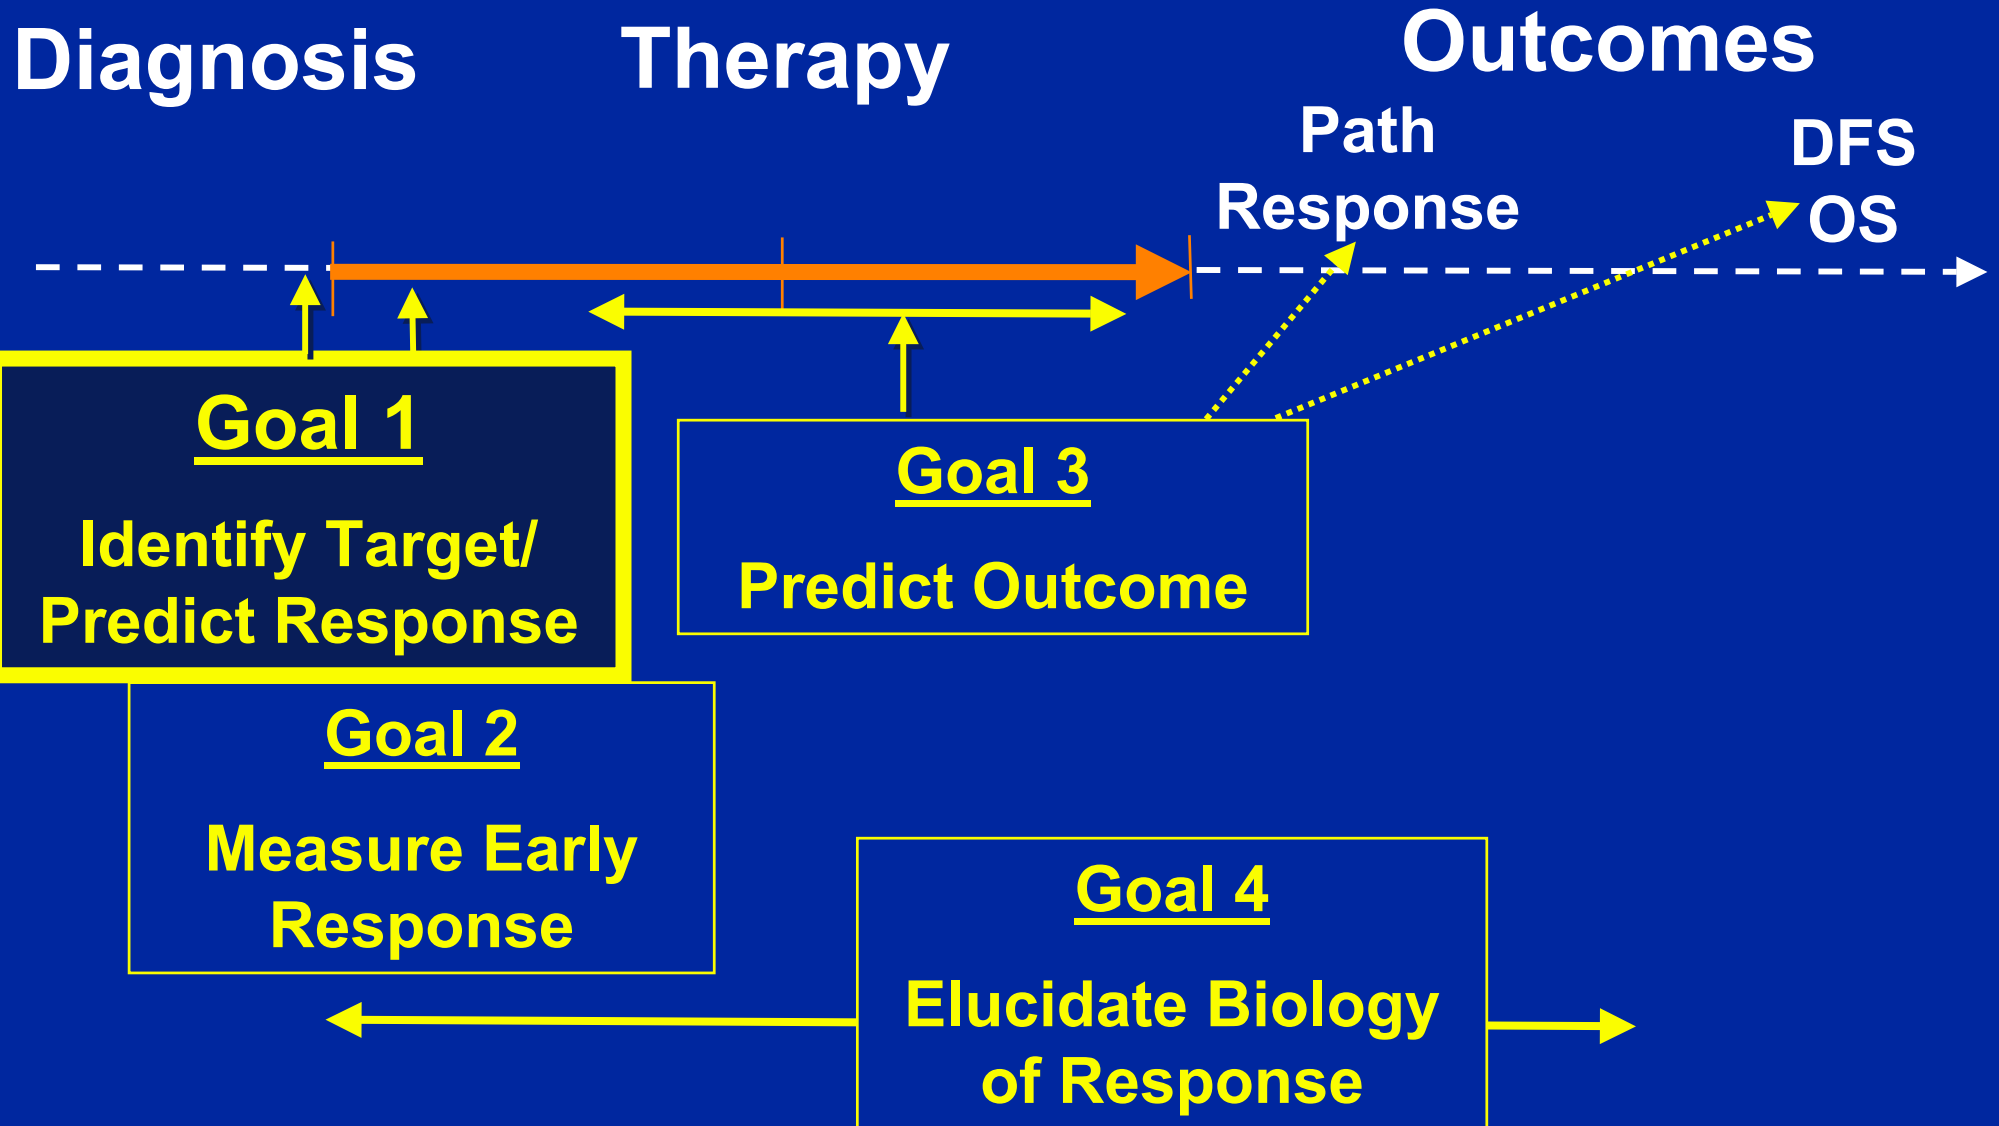 Diagnosis
Therapy
Outcomes
Path
Response
DFS
OS
Goal 1
Identify Target/
Predict Response
Goal 3
Predict Outcome
Goal 2
Measure Early
Response
Goal 4
Elucidate Biology
of Response